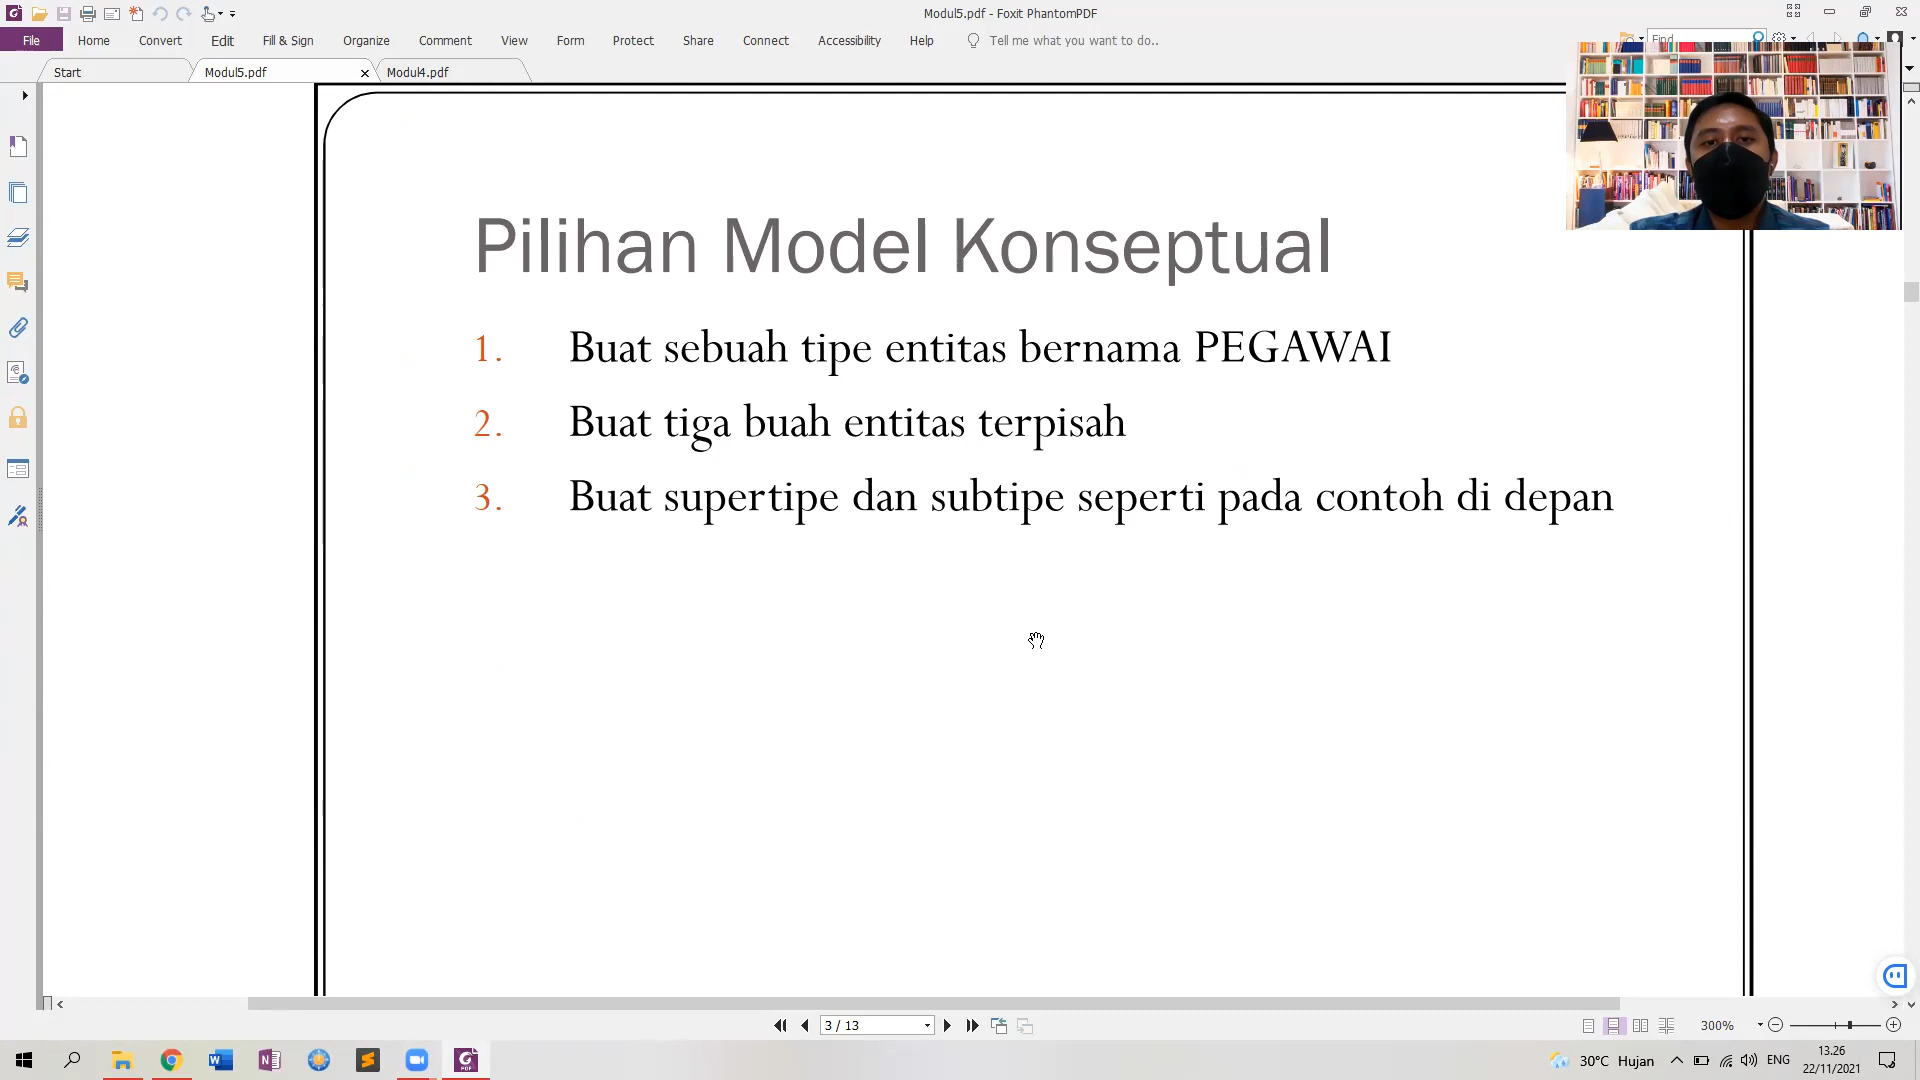 Modul5.pdf - Foxit PhantomPDF
File Home Convert Edit Fill & Sign Organize Comment View Form Protect Share Connect Accessibility Help Tell me what you want to do.. Find
Start Modul5.pdf Modul4.pdf
Pilihan Model Konseptual
1. Buat sebuah tipe entitas bernama PEGAWAI
2. Buat tiga buah entitas terpisah
3. Buat supertipe dan subtipe seperti pada contoh di depan
3 / 13
300%
30°C Hujan
ENG
13.26
22/11/2021